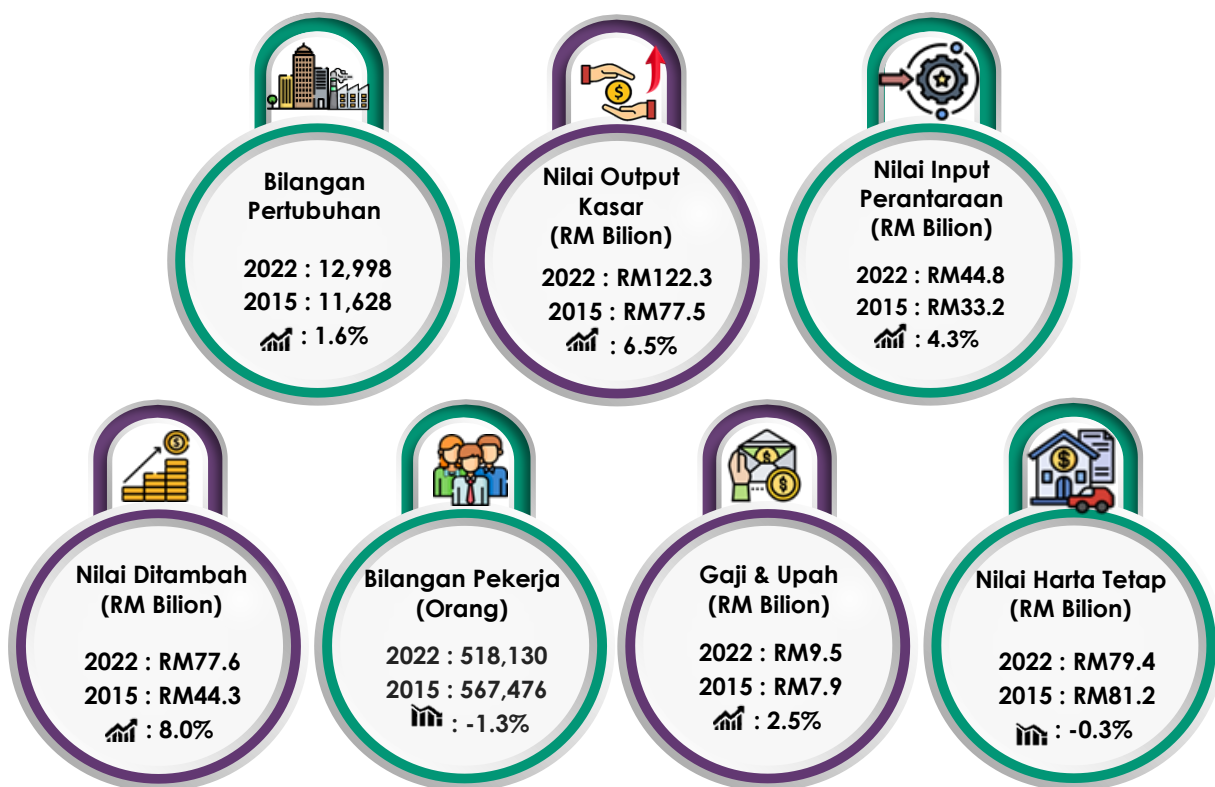 Bilangan
Pertubuhan
2022 : 12,998
2015 : 11,628
: 1.6%
Nilai Output
Kasar
(RM Bilion)
2022 : RM122.3
2015 : RM77.5
: 6.5%
Nilai Input
Perantaraan
(RM Bilion)
2022 : RM44.8
2015 : RM33.2
: 4.3%
Nilai Ditambah
(RM Bilion)
2022 : RM77.6
2015 : RM44.3
: 8.0%
Bilangan Pekerja
(Orang)
2022 : 518,130
2015 : 567,476
: -1.3%
Gaji & Upah
(RM Bilion)
2022 : RM9.5
2015 : RM7.9
: 2.5%
Nilai Harta Tetap
(RM Bilion)
2022 : RM79.4
2015 : RM81.2
: -0.3%